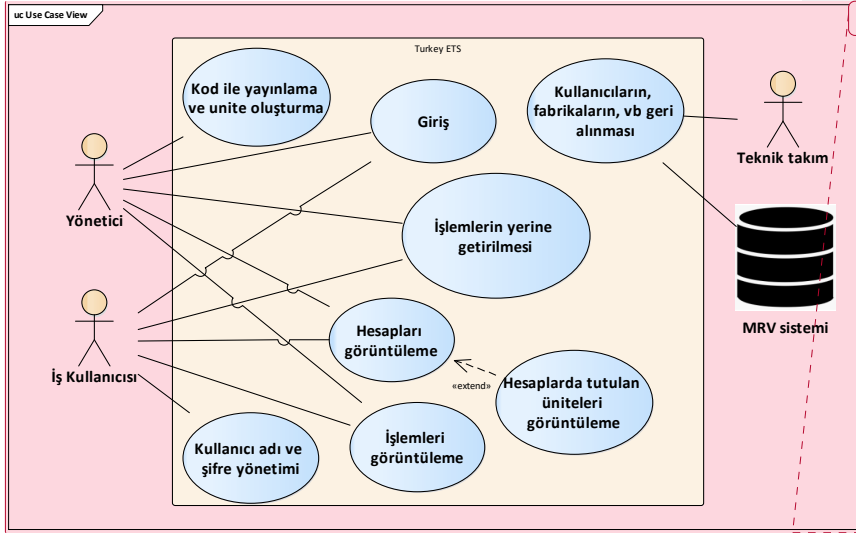 uc Use Case View
Turkey ETS
Kod ile yayınlama
ve unite oluşturma
Giriş
Kullanıcıların,
fabrikaların, vb geri
alınması
Teknik takım
Yönetici
İşlemlerin yerine
getirilmesi
MRV sistemi
İş Kullanıcısı
Hesapları
görüntüleme
«extend»
Hesaplarda tutulan
üniteleri
görüntüleme
Kullanıcı adı ve
şifre yönetimi
İşlemleri
görüntüleme